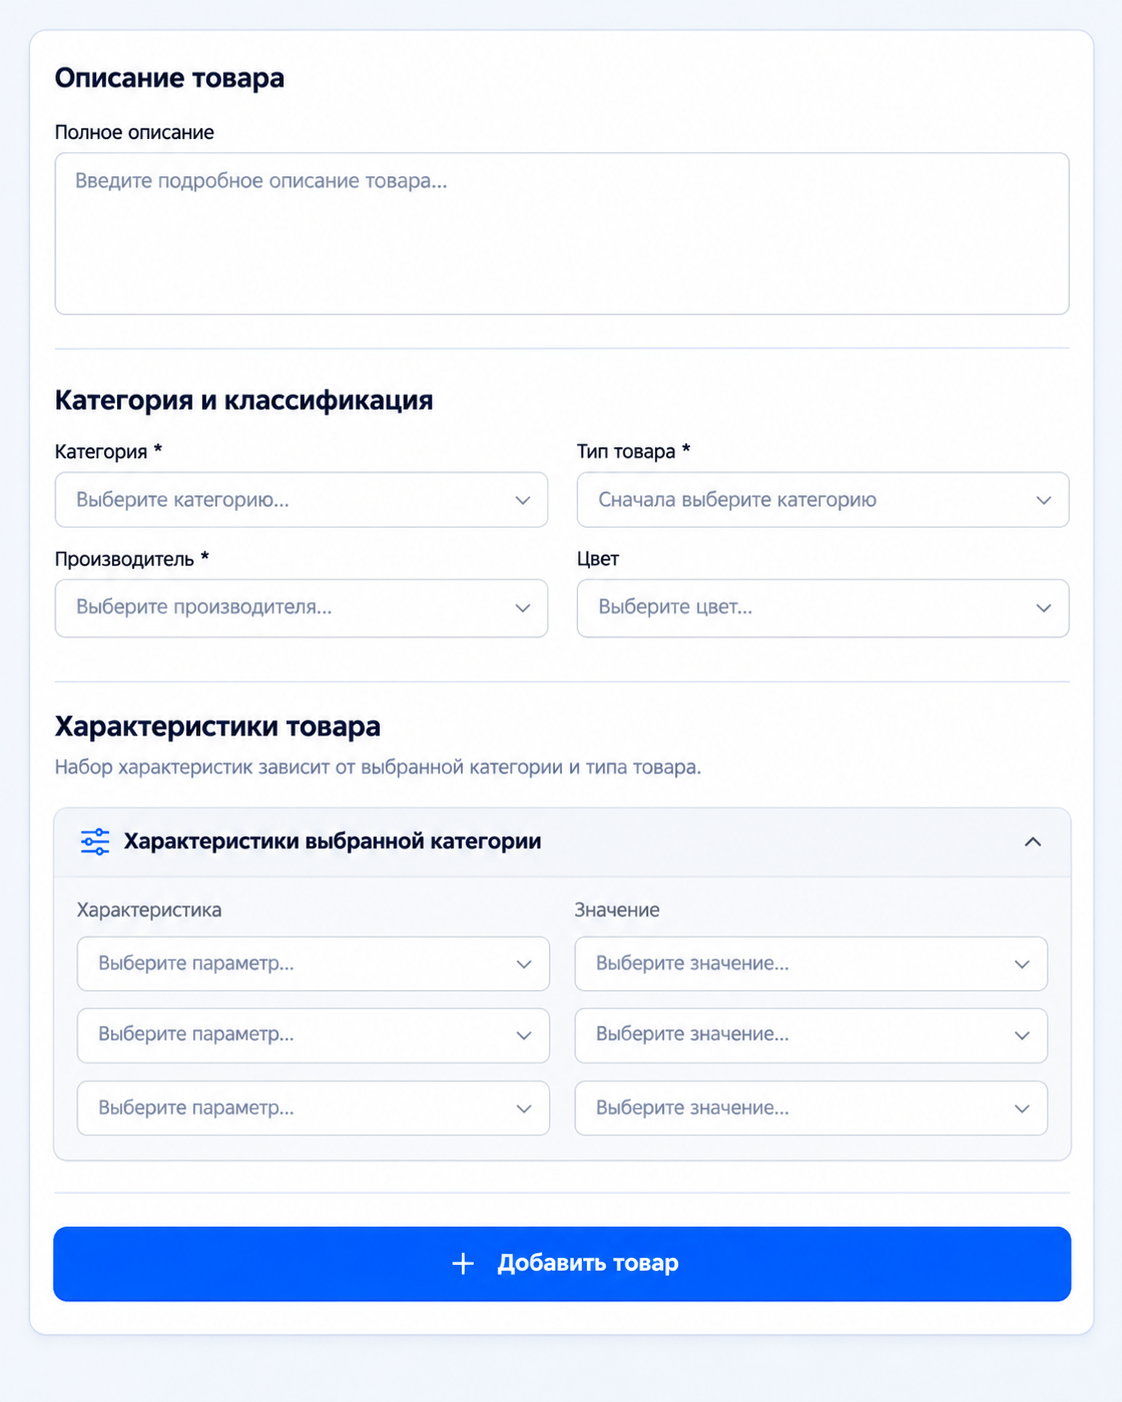 Описание товара
Полное описание
Введите подробное описание товара...
Категория и классификация
Категория *
Тип товара *
Выберите категорию...
Сначала выберите категорию
Производитель *
Цвет
Выберите производителя...
Выберите цвет...
Характеристики товара
Набор характеристик зависит от выбранной категории и типа товара.
Характеристики выбранной категории
Характеристика
Значение
Выберите параметр...
Выберите значение...
Выберите параметр...
Выберите значение...
Выберите параметр...
Выберите значение...
+ Добавить товар